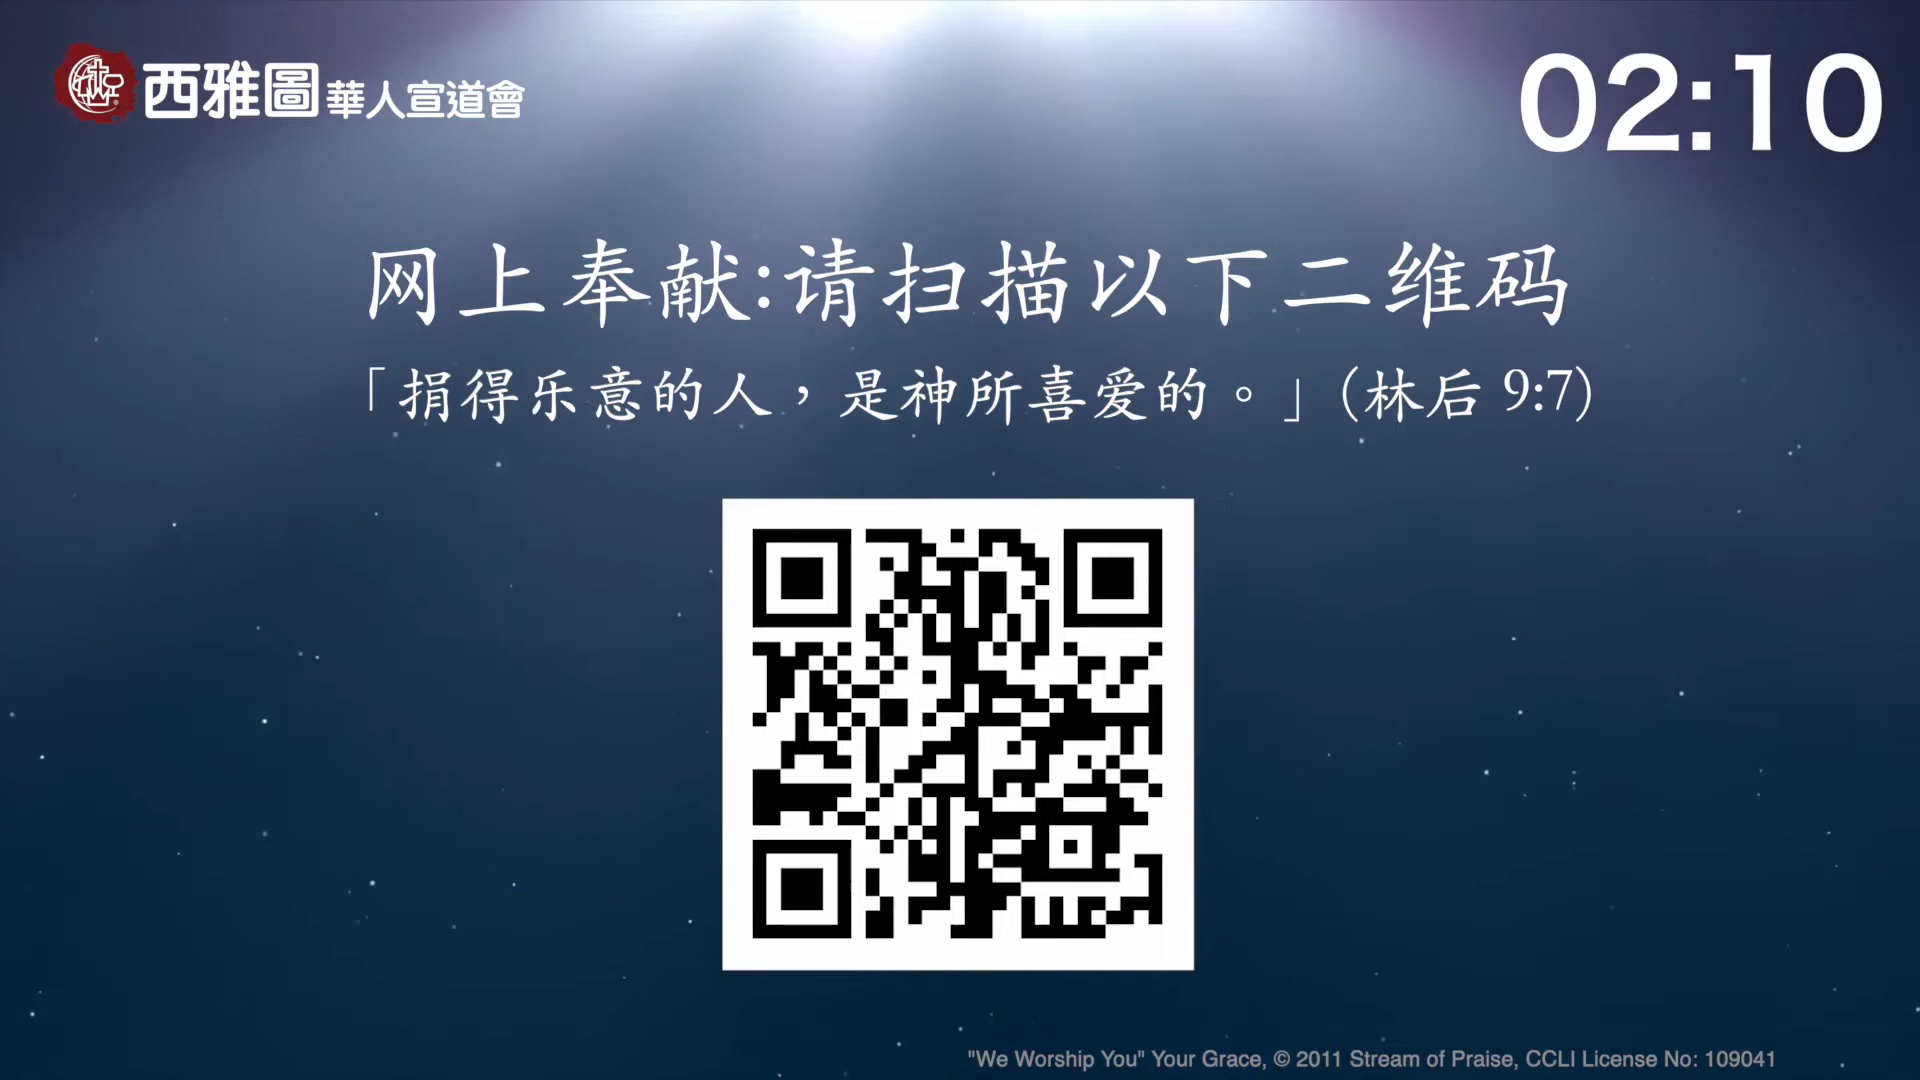 西雅圖華人宣道會
02:10
网上奉献:请扫描以下二维码
「捐得乐意的人，是神所喜爱的。」(林后 9:7)
"We Worship You" Your Grace, © 2011 Stream of Praise, CCLI License No: 109041